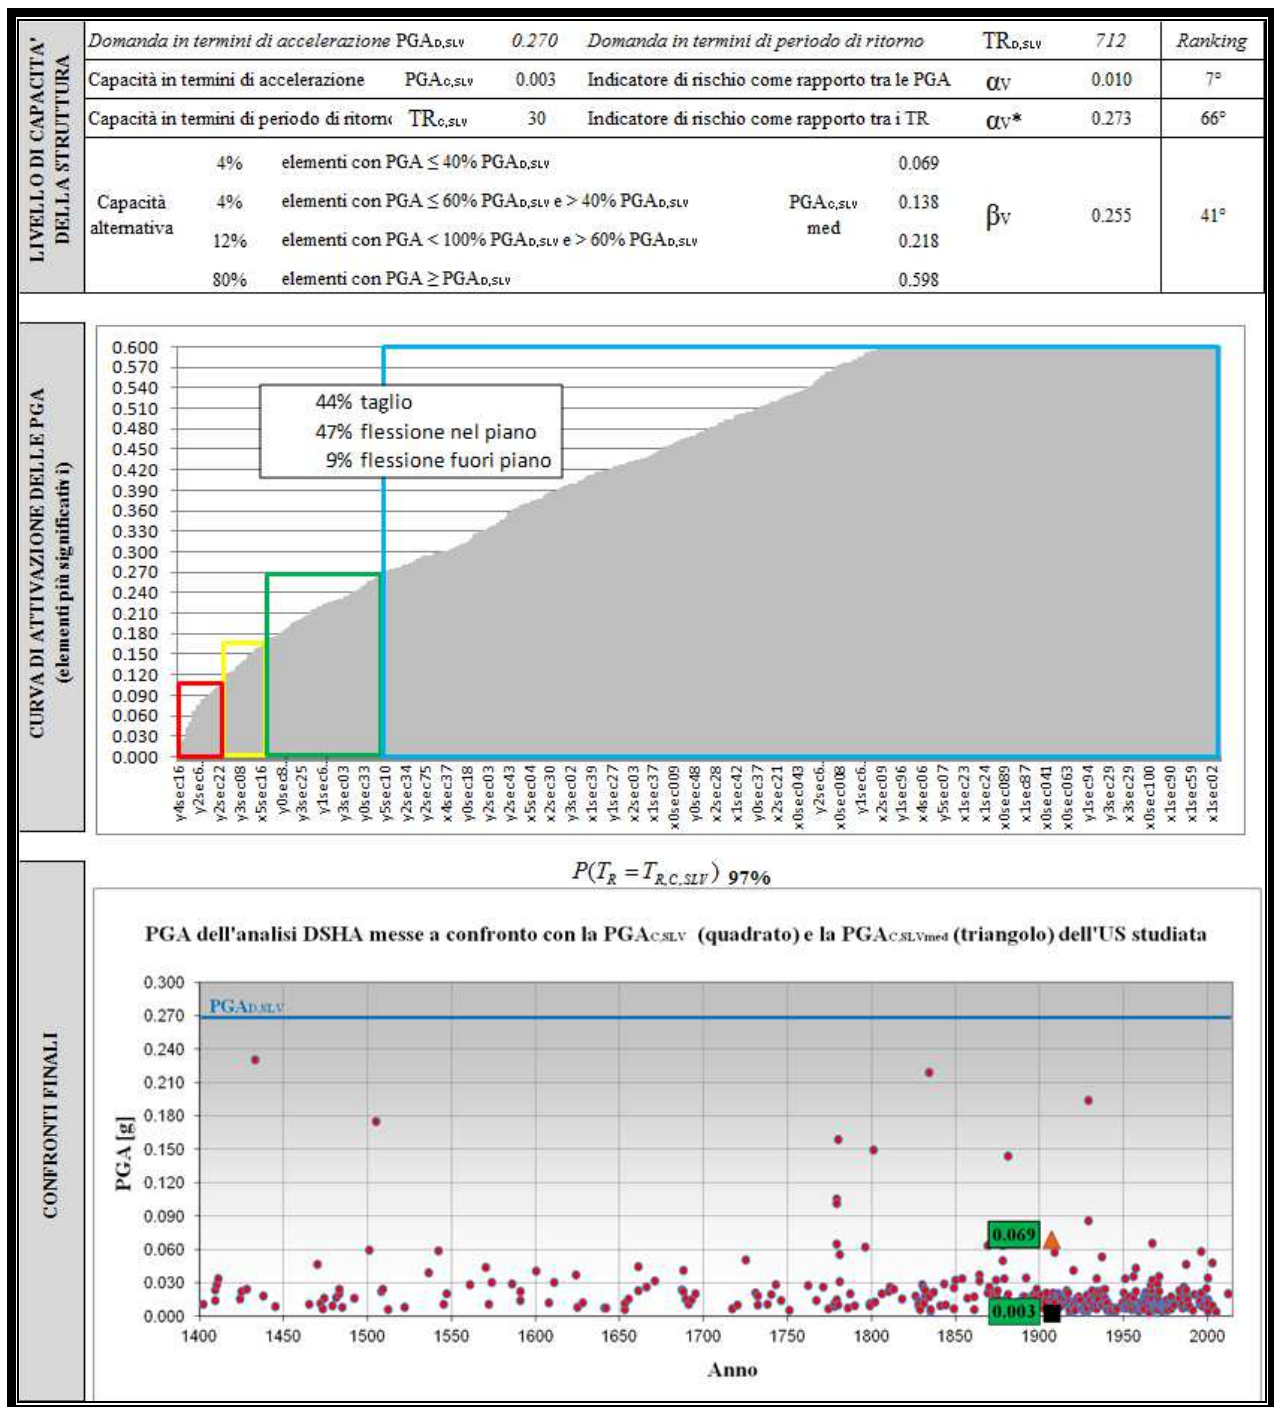 LIVELLO DI CAPACITA'
DELLA STRUTTURA
Domanda in termini di accelerazione PGAD,SLV 0.270 Domanda in termini di periodo di ritorno TRD,SLV 712 Ranking
Capacità in termini di accelerazione PGAC,SLV 0.003 Indicatore di rischio come rapporto tra le PGA αV 0.010 7°
Capacità in termini di periodo di ritorno TRC,SLV 30 Indicatore di rischio come rapporto tra i TR αV* 0.273 66°
Capacità
alternativa
4% elementi con PGA ≤ 40% PGAD,SLV 0.069
4% elementi con PGA ≤ 60% PGAD,SLV e > 40% PGAD,SLV 0.138
12% elementi con PGA < 100% PGAD,SLV e > 60% PGAD,SLV 0.218
80% elementi con PGA ≥ PGAD,SLV 0.598
PGAC,SLV
med
βV 0.255 41°
CURVA DI ATTIVAZIONE DELLE PGA
(elementi più significativi)
0.600
0.570
0.540
0.510
0.480
0.450
0.420
0.390
0.360
0.330
0.300
0.270
0.240
0.210
0.180
0.150
0.120
0.090
0.060
0.030
0.000
44% taglio
47% flessione nel piano
9% flessione fuori piano
y4sec16
y2sec6..
y2sec22
y3sec08
x5sec16
y0sec8..
y3sec25
y1sec6..
y3sec03
y0sec31
y5sec10
y2sec34
y2sec75
x4sec37
y0sec18
y2sec03
y2sec43
x5sec04
x2sec30
y3sec02
x1sec39
y1sec27
x2sec03
x1sec37
x0sec009
y0sec48
x2sec28
x1sec42
y0sec37
x2sec21
x0sec043
y2sec6..
x0sec008
y1sec6..
x2sec09
y1sec56
x4sec06
y5sec07
x1sec23
x1sec24
x0sec089
x1sec87
x0sec041
x0sec063
y1sec94
y3sec29
x3sec29
x0sec100
x1sec90
x1sec59
x1sec02
CONFRONTI FINALI
P(TR = TR,C,SLV) 97%
PGA dell'analisi DSHA messe a confronto con la PGAC,SLV (quadrato) e la PGAC,SLVmed (triangolo) dell'US studiata
PGA [g]
0.300
0.270
0.240
0.210
0.180
0.150
0.120
0.090
0.060
0.030
0.000
PGAD,SLV
0.069
0.003
1400 1450 1500 1550 1600 1650 1700 1750 1800 1850 1900 1950 2000
Anno